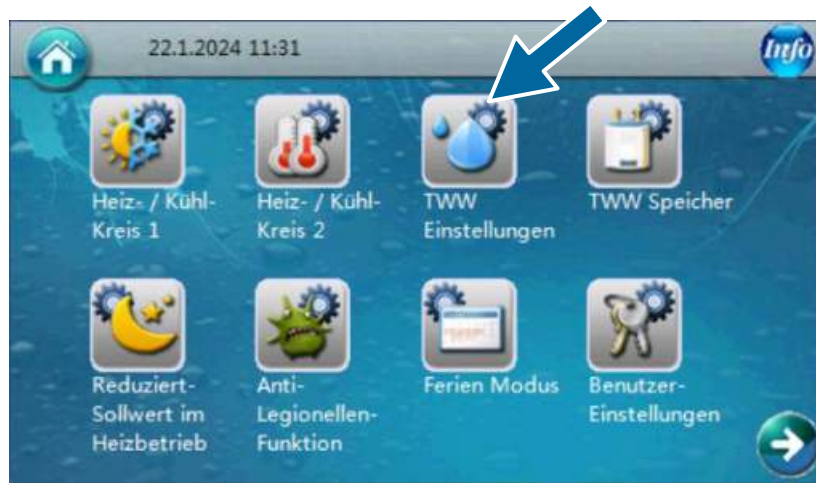 22.1.2024 11:31
Info
Heiz- / Kühl-
Kreis 1
Heiz- / Kühl-
Kreis 2
TWW
Einstellungen
TWW Speicher
Reduziert-
Sollwert im
Heizbetrieb
Anti-
Legionellen-
Funktion
Ferien Modus
Benutzer-
Einstellungen